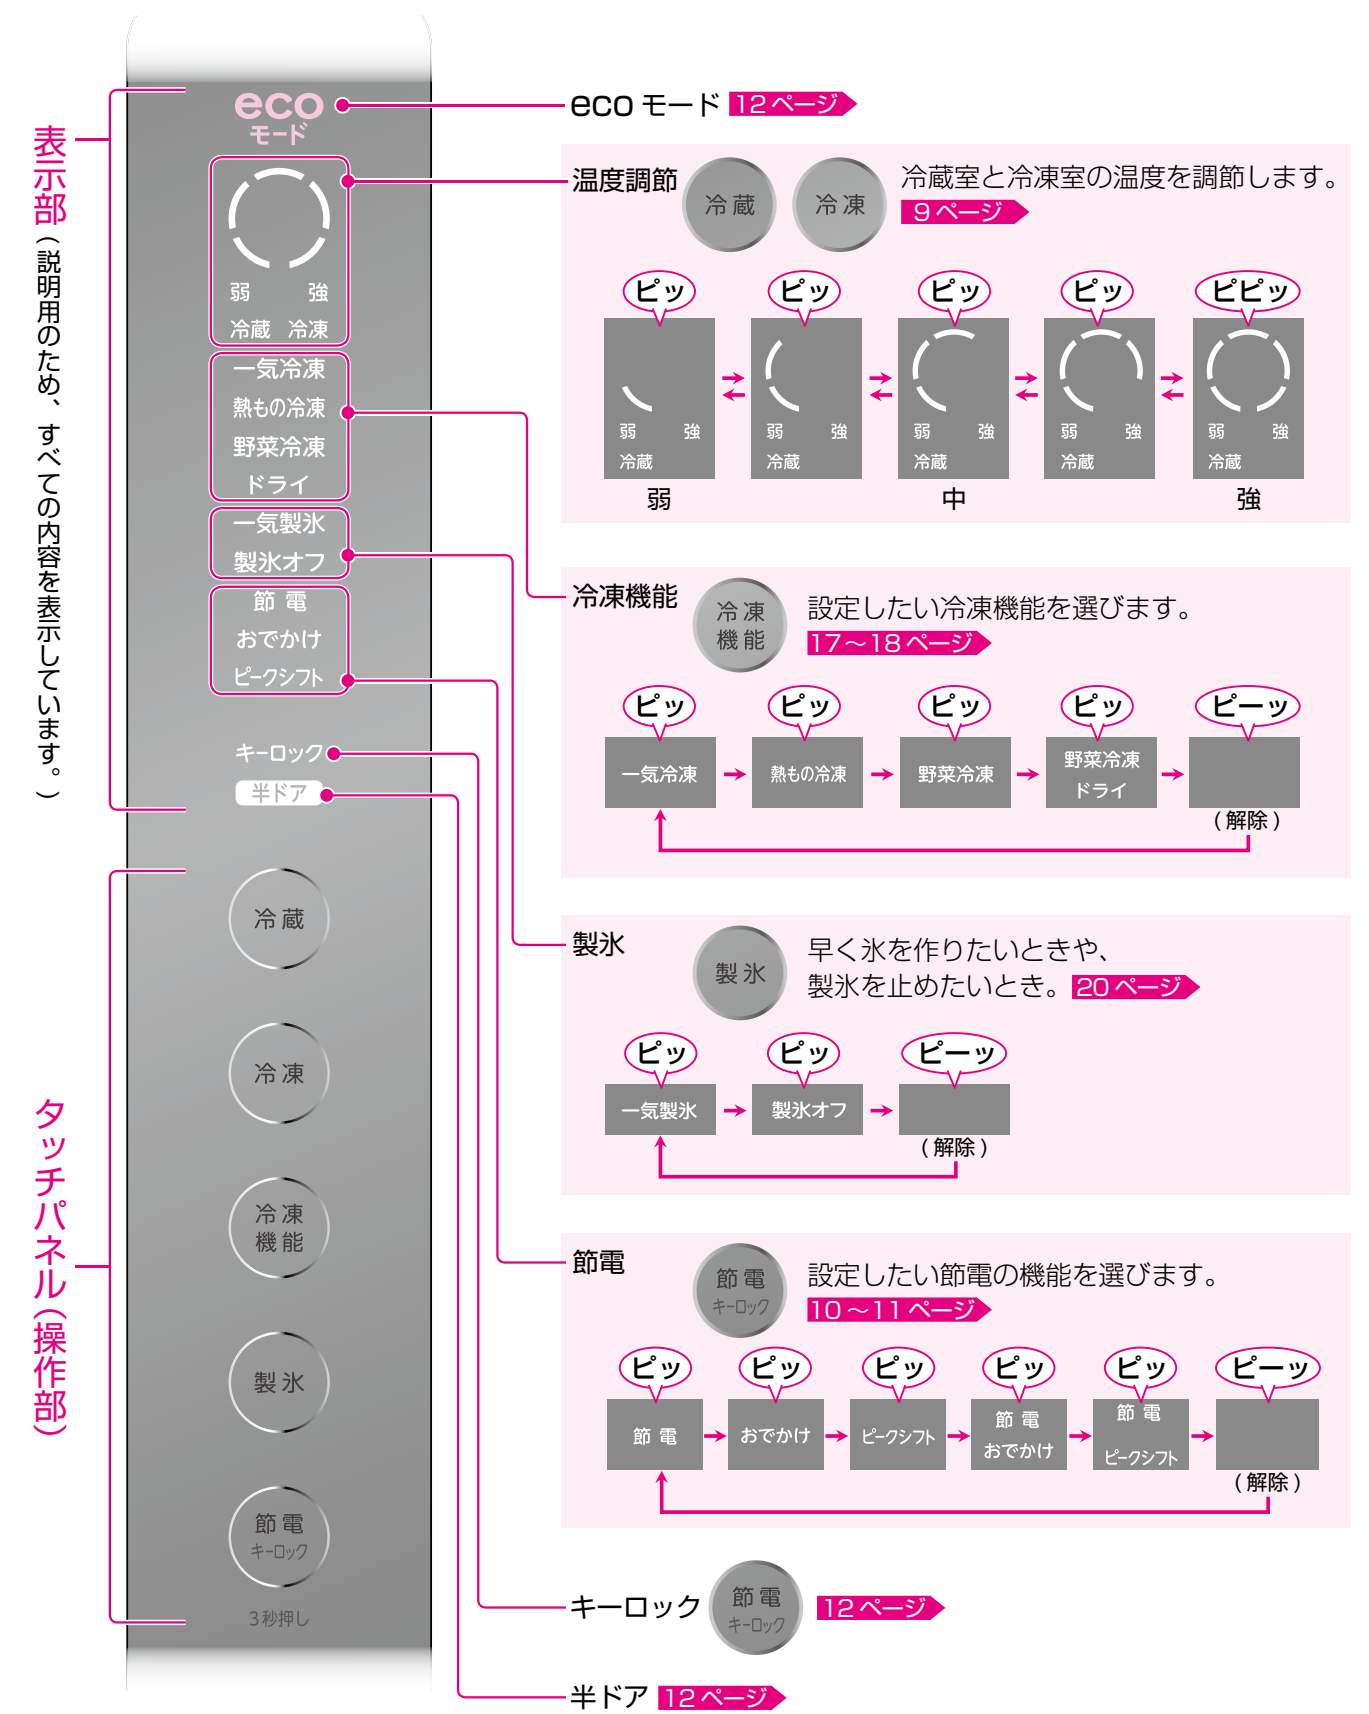 表示部
(説明用のため、すべての内容を表示しています。)
タッチパネル(操作部)
eco
モード
弱 強
冷蔵 冷凍
一気冷凍
熱もの冷凍
野菜冷凍
ドライ
一気製氷
製氷オフ
節電
おでかけ
ピークシフト
キーロック
半ドア
冷蔵
冷凍
冷凍
機能
製氷
節電
キーロック
3秒押し
eco モード 12 ページ
温度調節 冷蔵 冷凍 冷蔵室と冷凍室の温度を調節します。
9 ページ
ピッ ピッ ピッ ピッ ピピッ
弱 強 弱 強 弱 強 弱 強 弱 強
冷蔵 冷蔵 冷蔵 冷蔵 冷蔵
弱 中 強
冷凍機能
冷凍
機能
設定したい冷凍機能を選びます。
17～18 ページ
ピッ ピッ ピッ ピッ ピーッ
一気冷凍 熱もの冷凍 野菜冷凍 野菜冷凍
ドライ
(解除)
製氷
製氷
早く氷を作りたいときや、
製氷を止めたいとき。 20 ページ
ピッ ピッ ピーッ
一気製氷 製氷オフ
(解除)
節電
節電
キーロック
設定したい節電の機能を選びます。
10～11 ページ
ピッ ピッ ピッ ピッ ピッ ピーッ
節電 おでかけ ピークシフト 節電
おでかけ
節電
ピークシフト
(解除)
キーロック
節電
キーロック
12 ページ
半ドア 12 ページ